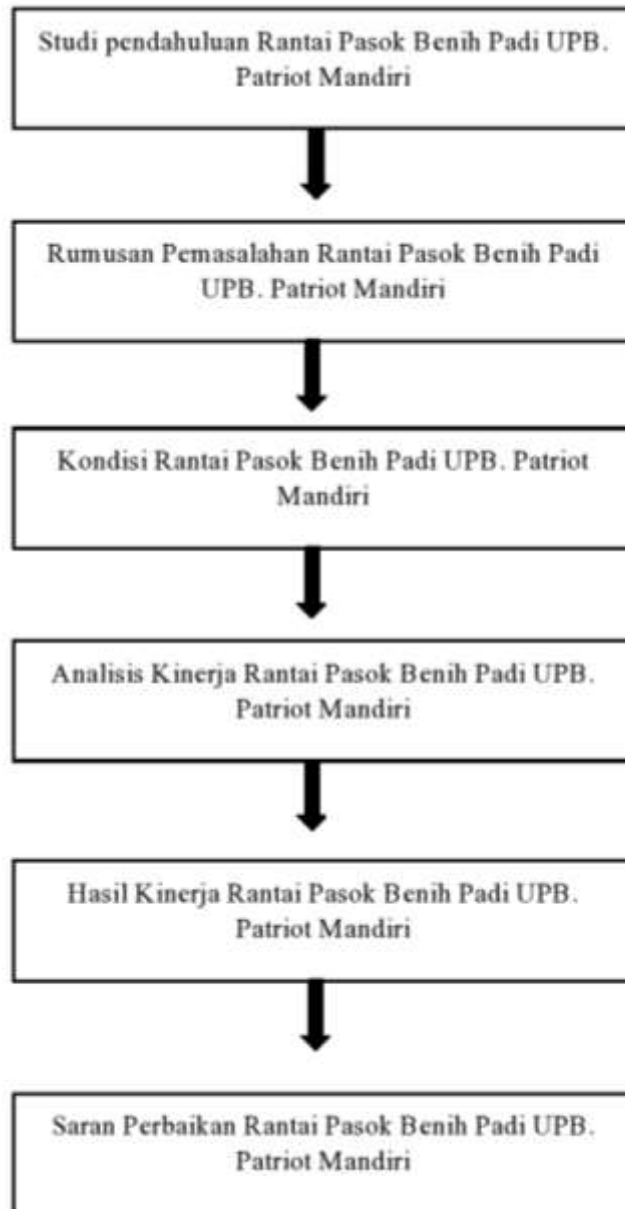 Studi pendahuluan Rantai Pasok Benih Padi UPB.
Patriot Mandiri
Rumusan Pemasalahan Rantai Pasok Benih Padi
UPB. Patriot Mandiri
Kondisi Rantai Pasok Benih Padi UPB. Patriot
Mandiri
Analisis Kinerja Rantai Pasok Benih Padi UPB.
Patriot Mandiri
Hasil Kinerja Rantai Pasok Benih Padi UPB.
Patriot Mandiri
Saran Perbaikan Rantai Pasok Benih Padi UPB.
Patriot Mandiri